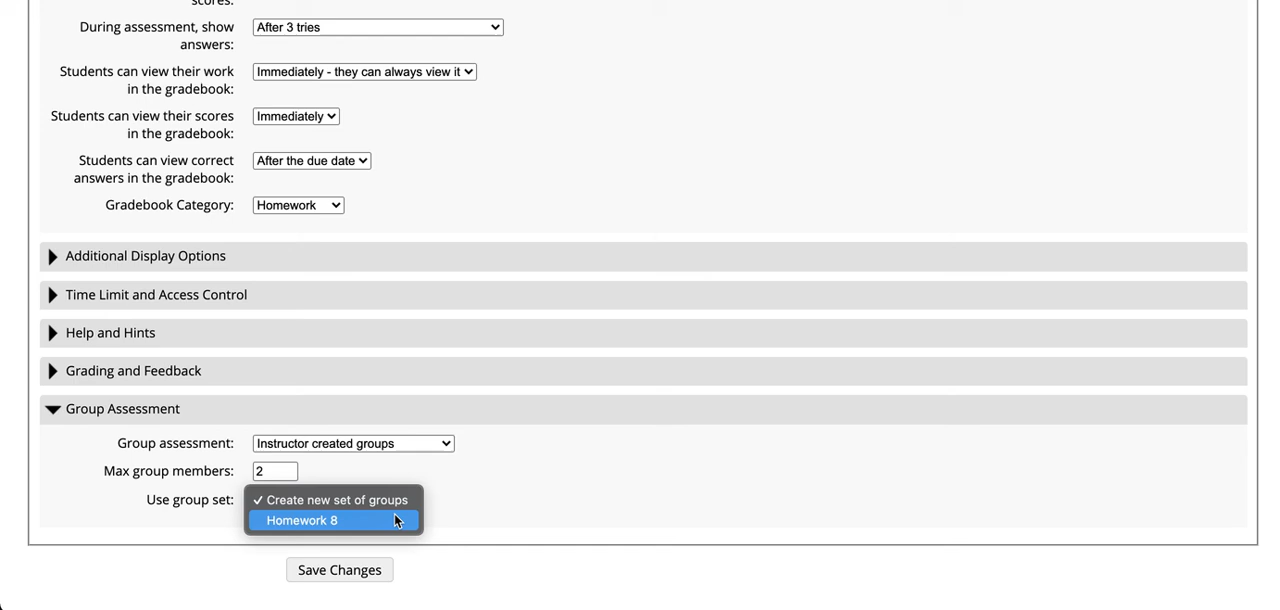 scores:
During assessment, show After 3 tries
answers:
Students can view their work Immediately - they can always view it
in the gradebook:
Students can view their scores Immediately
in the gradebook:
Students can view correct After the due date
answers in the gradebook:
Gradebook Category: Homework
Additional Display Options
Time Limit and Access Control
Help and Hints
Grading and Feedback
Group Assessment
Group assessment: Instructor created groups
Max group members: 2
Use group set: ✓ Create new set of groups
Homework 8
Save Changes